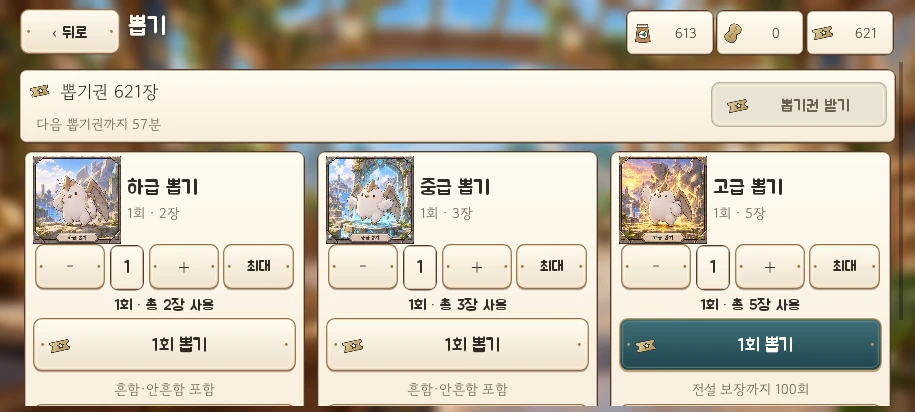 ‹ 뒤로
뽑기
613
0
621
뽑기권 621장
다음 뽑기권까지 57분
뽑기권 받기
하급 뽑기
1회 · 2장
- 1 + 최대
1회 · 총 2장 사용
1회 뽑기
흔함·안흔함 포함
중급 뽑기
1회 · 3장
- 1 + 최대
1회 · 총 3장 사용
1회 뽑기
흔함·안흔함 포함
고급 뽑기
1회 · 5장
- 1 + 최대
1회 · 총 5장 사용
1회 뽑기
전설 보장까지 100회